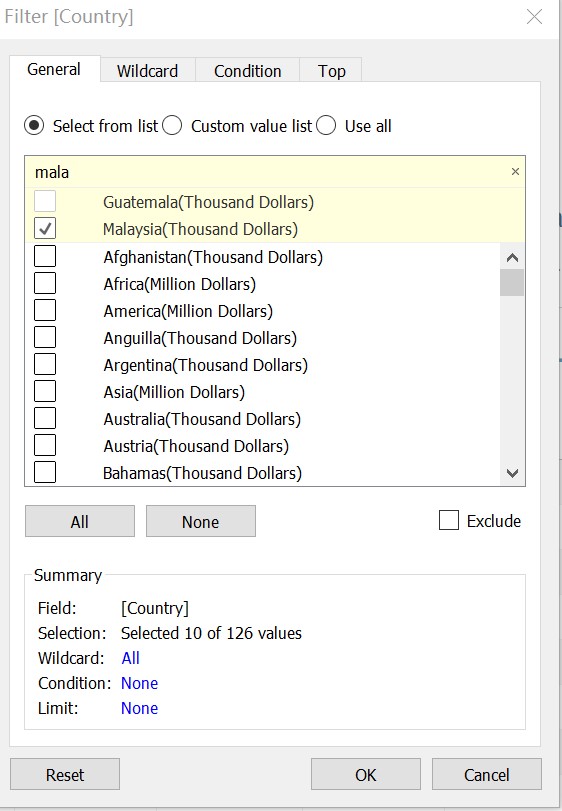 Filter [Country]
General Wildcard Condition Top
Select from list Custom value list Use all
mala
Guatemala(Thousand Dollars)
Malaysia(Thousand Dollars)
Afghanistan(Thousand Dollars)
Africa(Million Dollars)
America(Million Dollars)
Anguilla(Thousand Dollars)
Argentina(Thousand Dollars)
Asia(Million Dollars)
Australia(Thousand Dollars)
Austria(Thousand Dollars)
Bahamas(Thousand Dollars)
All None Exclude
Summary
Field: [Country]
Selection: Selected 10 of 126 values
Wildcard: All
Condition: None
Limit: None
Reset OK Cancel